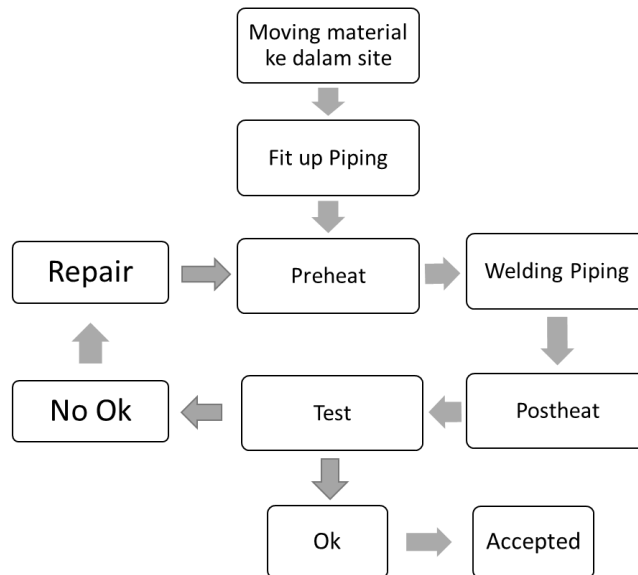 Moving material
ke dalam site
Fit up Piping
Repair
Preheat
Welding Piping
No Ok
Test
Postheat
Ok
Accepted